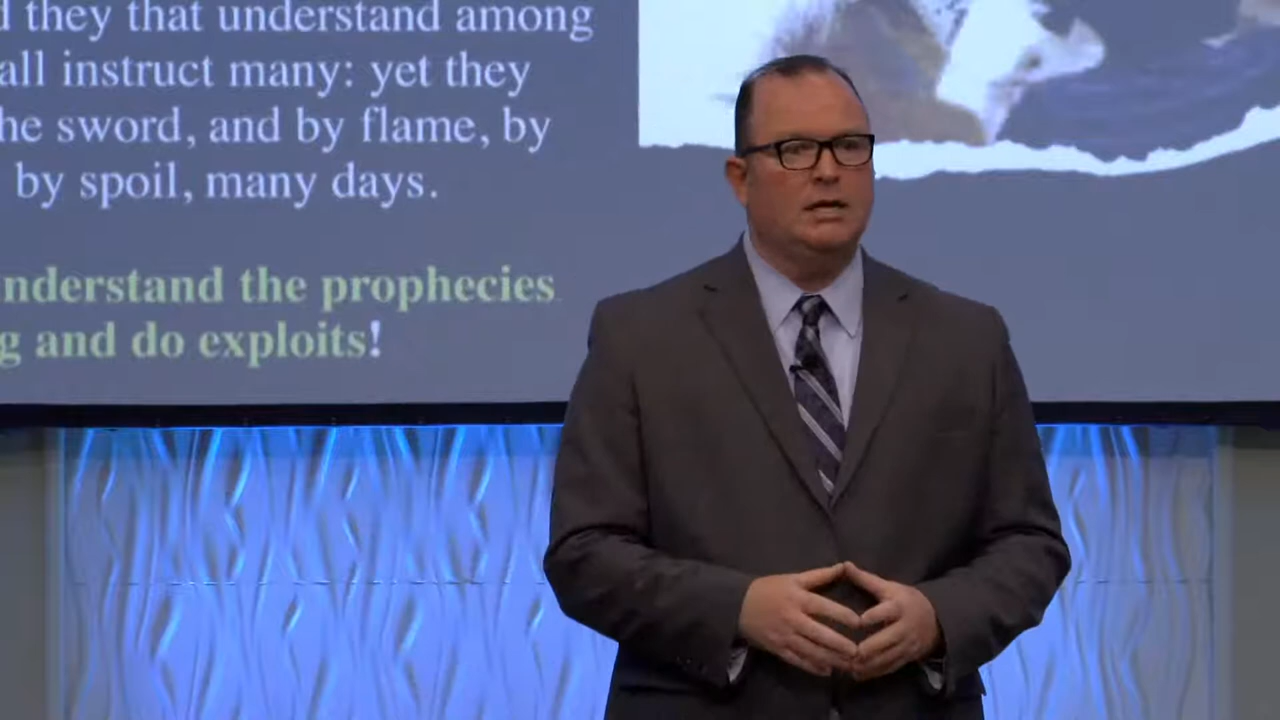 they that understand among
all instruct many: yet they
he sword, and by flame, by
by spoil, many days.
nderstand the prophecies
g and do exploits!